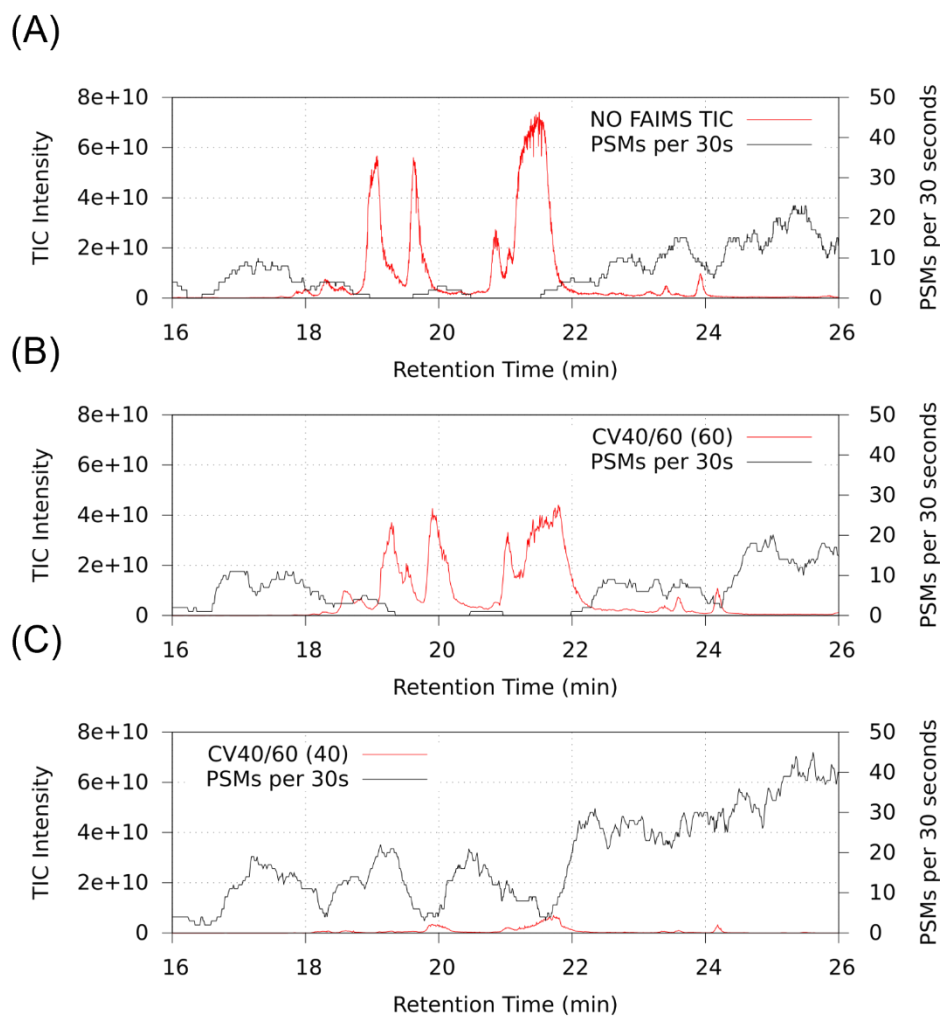 (A)
8e+10
6e+10
4e+10
2e+10
0
TIC Intensity
NO FAIMS TIC
PSMs per 30s
50
40
30
20
10
0
PSMs per 30 seconds
16 18 20 22 24 26
Retention Time (min)
(B)
8e+10
6e+10
4e+10
2e+10
0
TIC Intensity
CV40/60 (60)
PSMs per 30s
50
40
30
20
10
0
PSMs per 30 seconds
16 18 20 22 24 26
Retention Time (min)
(C)
8e+10
6e+10
4e+10
2e+10
0
TIC Intensity
CV40/60 (40)
PSMs per 30s
50
40
30
20
10
0
PSMs per 30 seconds
16 18 20 22 24 26
Retention Time (min)